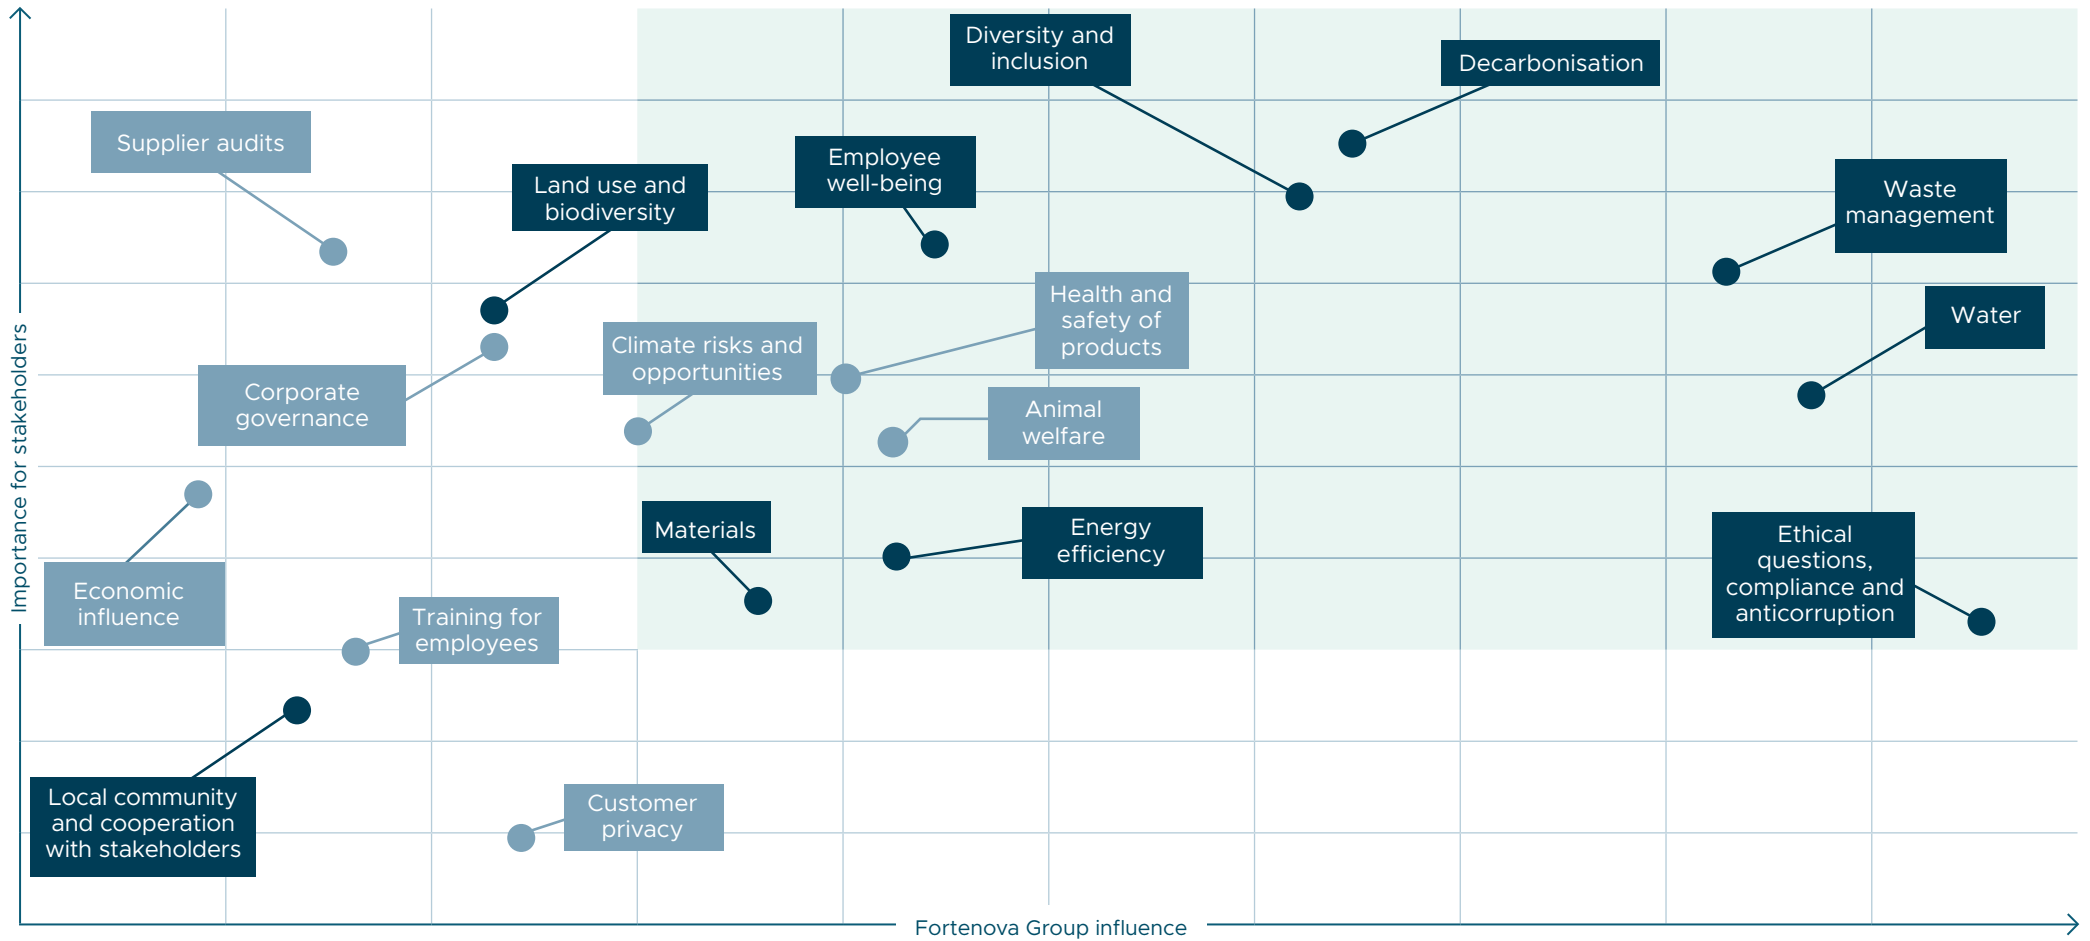 Diversity and
inclusion
Decarbonisation
Supplier audits
Employee
well-being
Land use and
biodiversity
Waste
management
Health and
safety of
products
Water
Climate risks and
opportunities
Corporate
governance
Animal
welfare
Importance for stakeholders
Materials
Energy
efficiency
Ethical
questions,
compliance and
anticorruption
Economic
influence
Training for
employees
Local community
and cooperation
with stakeholders
Customer
privacy
Fortenova Group influence